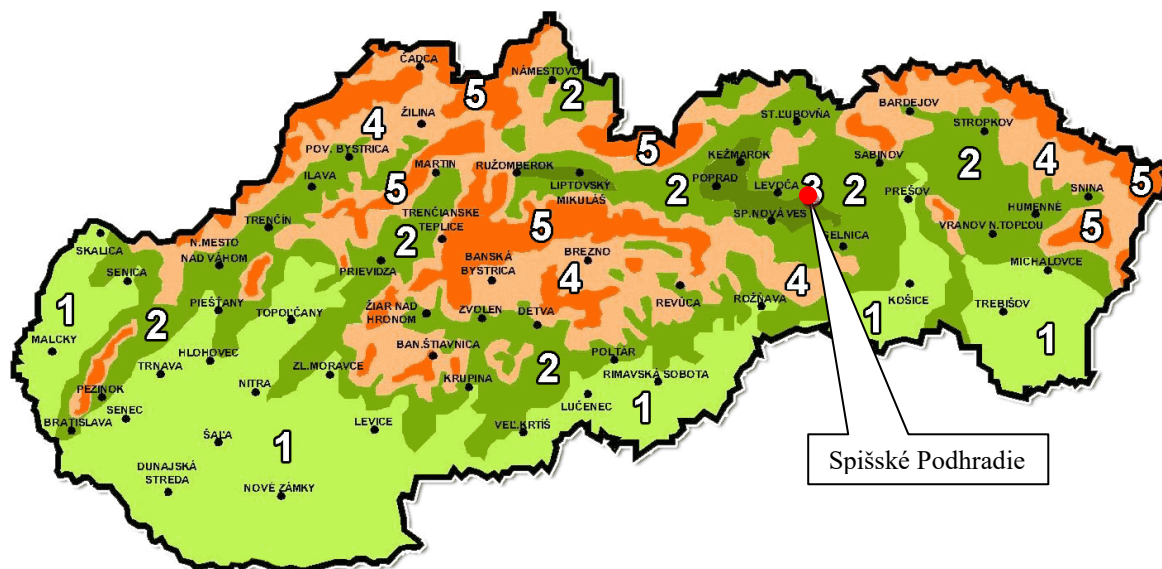 ČADCA
NÁMESTOVO
5
2
ŽILINA
4
POV. BYSTRICA
ILAVA
MARTIN
RUŽOMBEROK
5
LIPTOVSKÝ
MIKULÁŠ
5
TRENČÍN
TRENČIANSKE
TEPLICE
2
ST.ĽUBOVŇA
BARDEJOV
STROPKOV
KEŽMAROK
SABINOV
2
4
POPRAD
LEVOČA
3
2
PREŠOV
SNINA
5
2
SP.NOVÁ VES
HUMENNÉ
5
VRANOV N.TOPĽOU
ELNICA
MICHALOVCE
SKALICA
N.MESTO
NAD VÁHOM
SENICA
PRIEVIDZA
5
BREZNO
BANSKÁ
BYSTRICA
4
4
REVÚCA
ROŽŇAVA
KOŠICE
TREBIŠOV
1
1
1
PIEŠŤANY
2
TOPOĽČANY
ŽIAR NAD
HRONOM
ZVOLEN
DETVA
MALCKY
HLOHOVEC
TRNAVA
ZL.MORAVCE
BAN.ŠTIAVNICA
2
POLTÁR
RIMAVSKÁ SOBOTA
PEZINOK
NITRA
KRUPINA
LUČENEC
1
SENEC
BRATISLAVA
ŠAĽA
1
LEVICE
VEĽ.KRTÍŠ
DUNAJSKÁ
STREDA
NOVÉ ZÁMKY
Spišské Podhradie